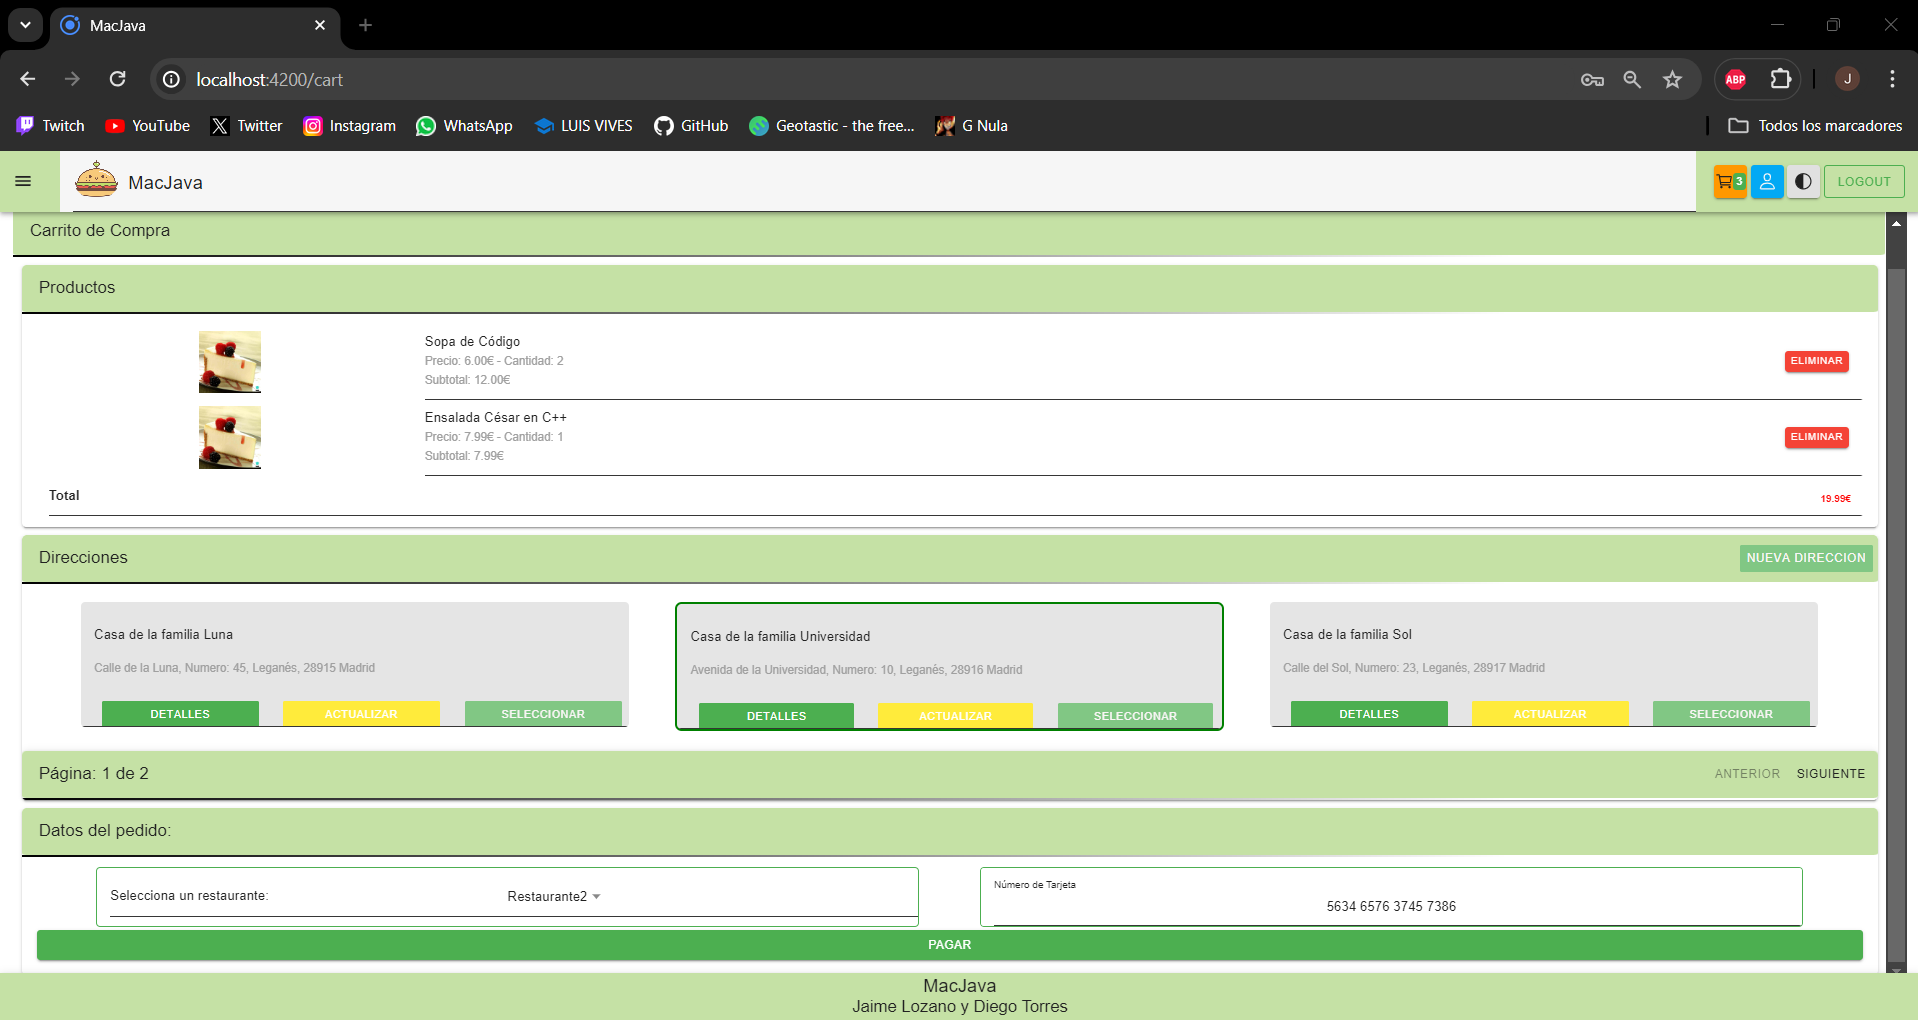 MacJava
localhost:4200/cart
ABP
J
Twitch
YouTube
Twitter
Instagram
WhatsApp
LUIS VIVES
GitHub
Geotastic - the free...
G Nula
Todos los marcadores
MacJava
3
LOGOUT
Carrito de Compra
Productos
Sopa de Código
Precio: 6.00€ - Cantidad: 2
Subtotal: 12.00€
ELIMINAR
Ensalada César en C++
Precio: 7.99€ - Cantidad: 1
Subtotal: 7.99€
ELIMINAR
Total
19.99€
Direcciones
NUEVA DIRECCION
Casa de la familia Luna
Calle de la Luna, Numero: 45, Leganés, 28915 Madrid
DETALLES
ACTUALIZAR
SELECCIONAR
Casa de la familia Universidad
Avenida de la Universidad, Numero: 10, Leganés, 28916 Madrid
DETALLES
ACTUALIZAR
SELECCIONAR
Casa de la familia Sol
Calle del Sol, Numero: 23, Leganés, 28917 Madrid
DETALLES
ACTUALIZAR
SELECCIONAR
Página: 1 de 2
ANTERIOR
SIGUIENTE
Datos del pedido:
Selecciona un restaurante:
Restaurante2
Número de Tarjeta
5634 6576 3745 7386
PAGAR
MacJava
Jaime Lozano y Diego Torres